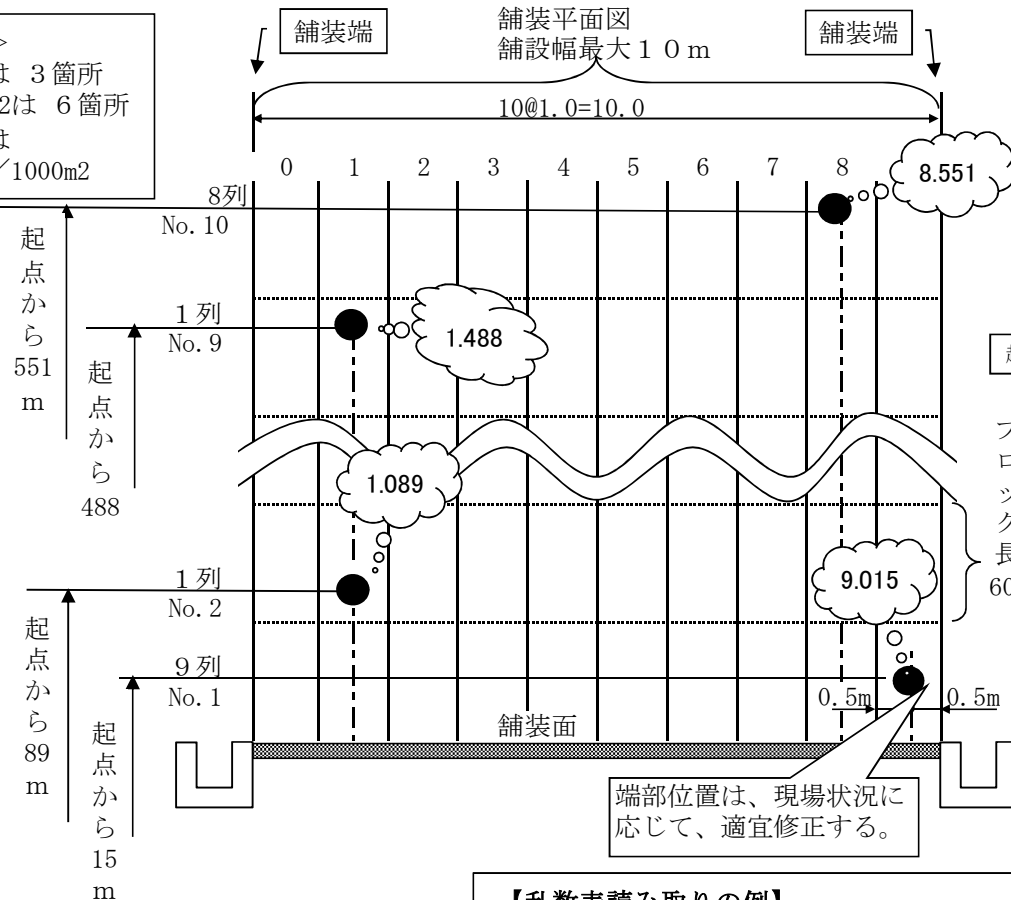 ＞
は ３箇所
2は ６箇所
は
／1000m2
舗装端
舗装平面図
舗設幅最大１０ｍ
舗装端
10@1.0=10.0
0 1 2 3 4 5 6 7 8
8.551
8列
No.10
起点から551ｍ
１列
No.9
1.488
起点から488
1.089
ブロック長
60
１列
No.2
9.015
起点から89ｍ
９列
No.1
0.5m
0.5m
起点から15ｍ
舗装面
端部位置は、現場状況に
応じて、適宜修正する。
【乱数表読み取りの例】